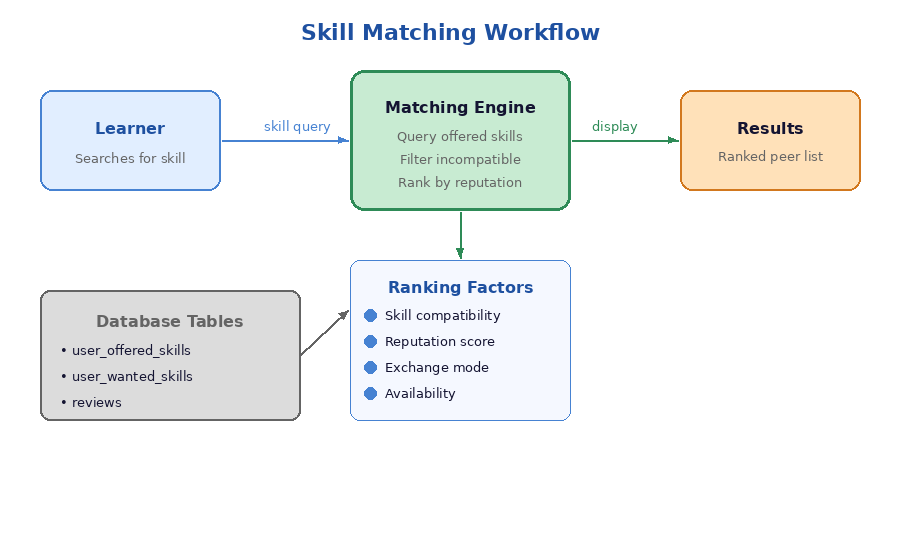 Skill Matching Workflow
Learner
Searches for skill
skill query
Matching Engine
Query offered skills
Filter incompatible
Rank by reputation
display
Results
Ranked peer list
Database Tables
• user_offered_skills
• user_wanted_skills
• reviews
Ranking Factors
Skill compatibility
Reputation score
Exchange mode
Availability